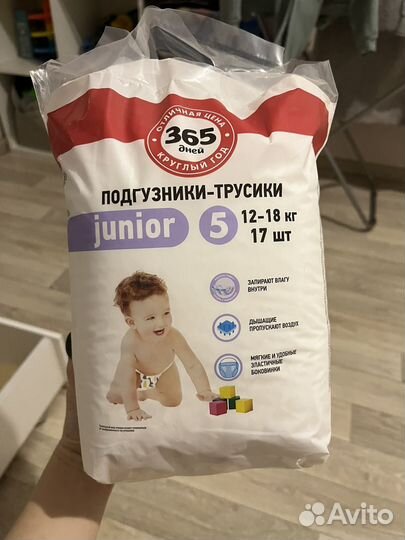 ОТЛИЧНАЯ ЦЕНА
365
дней
КРУГЛЫЙ ГОД
ПОДГУЗНИКИ-ТРУСИКИ
junior 5 12-18 кг
17 шт
ЗАПИРАЮТ ВЛАГУ
ВНУТРИ
ДЫШАЩИЕ
ПРОПУСКАЮТ ВОЗДУХ
МЯГКИЕ И УДОБНЫЕ
ЭЛАСТИЧНЫЕ
БОКОВИНКИ
Avito